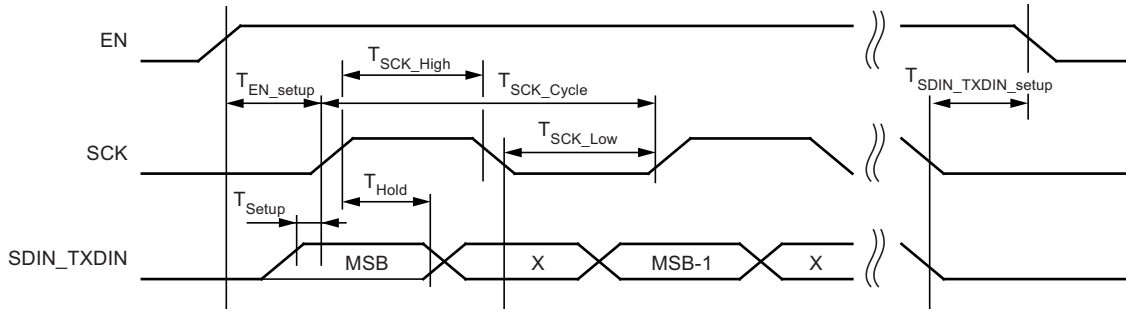 EN
T_SCK_High
T_EN_setup
T_SCK_Cycle
T_SDIN_TXDIN_setup
SCK
T_SCK_Low
T_Hold
T_Setup
SDIN_TXDIN
MSB
X
MSB-1
X